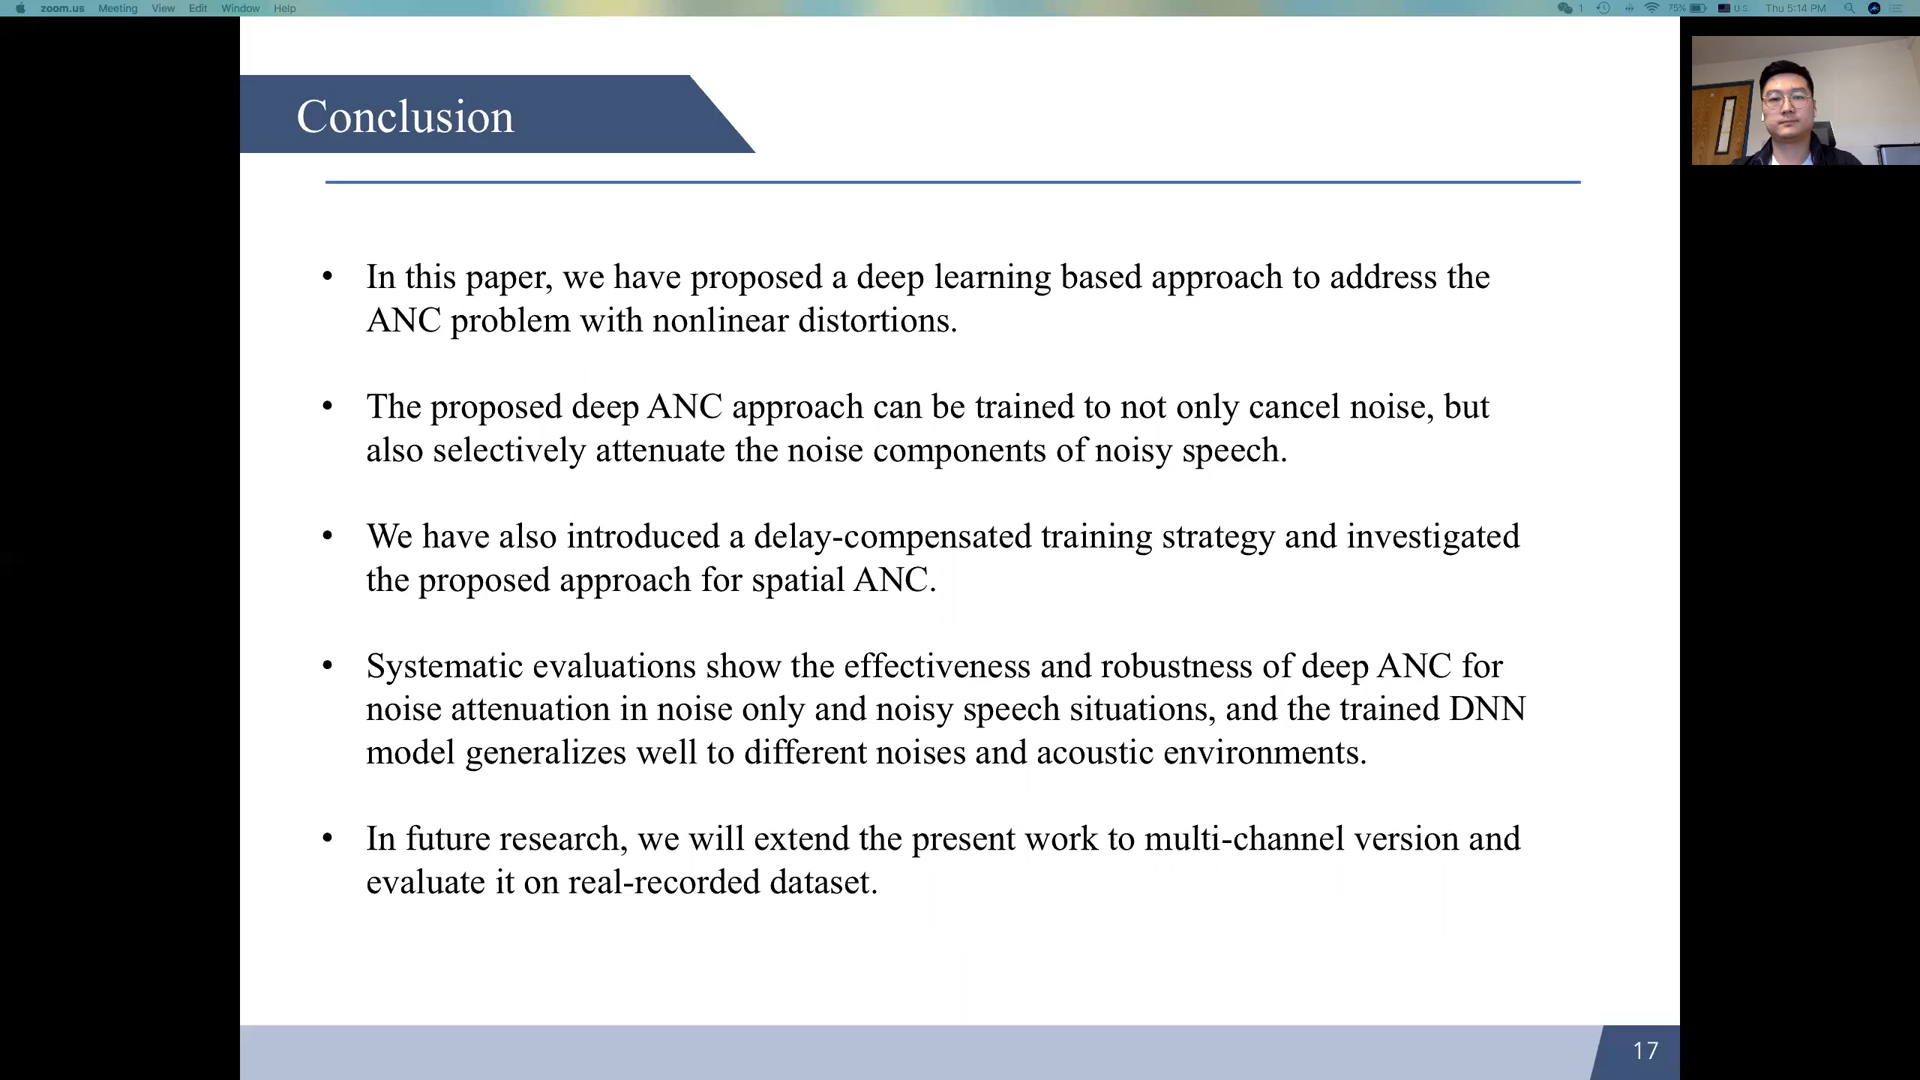 zoom.us Meeting View Edit Window Help
1 75% U.S. Thu 5:14 PM
Conclusion
• In this paper, we have proposed a deep learning based approach to address the
ANC problem with nonlinear distortions.
• The proposed deep ANC approach can be trained to not only cancel noise, but
also selectively attenuate the noise components of noisy speech.
• We have also introduced a delay-compensated training strategy and investigated
the proposed approach for spatial ANC.
• Systematic evaluations show the effectiveness and robustness of deep ANC for
noise attenuation in noise only and noisy speech situations, and the trained DNN
model generalizes well to different noises and acoustic environments.
• In future research, we will extend the present work to multi-channel version and
evaluate it on real-recorded dataset.
17